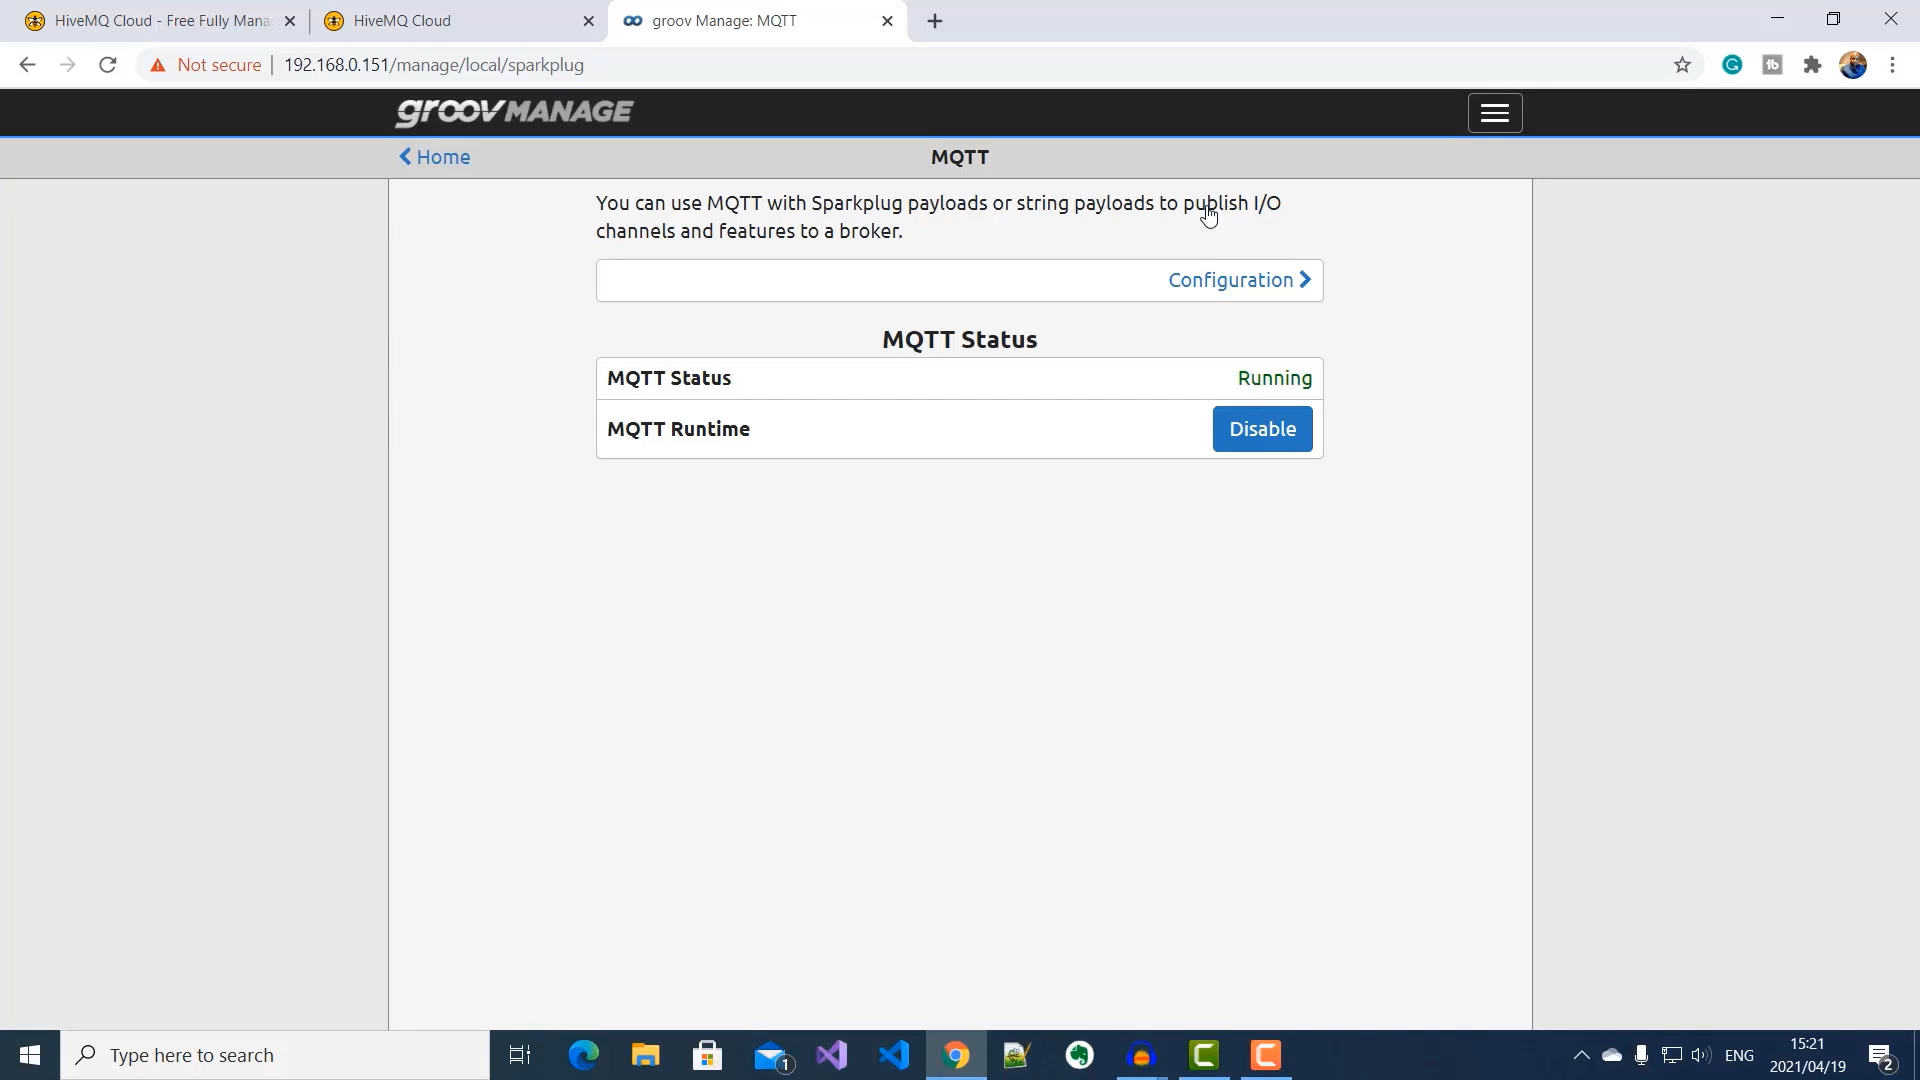 HiveMQ Cloud - Free Fully Mana
HiveMQ Cloud
groov Manage: MQTT
Not secure
192.168.0.151/manage/local/sparkplug
groovMANAGE
Home
MQTT
You can use MQTT with Sparkplug payloads or string payloads to publish I/O
channels and features to a broker.
Configuration
MQTT Status
MQTT Status
Running
MQTT Runtime
Disable
Type here to search
1
ENG
15:21
2021/04/19
2